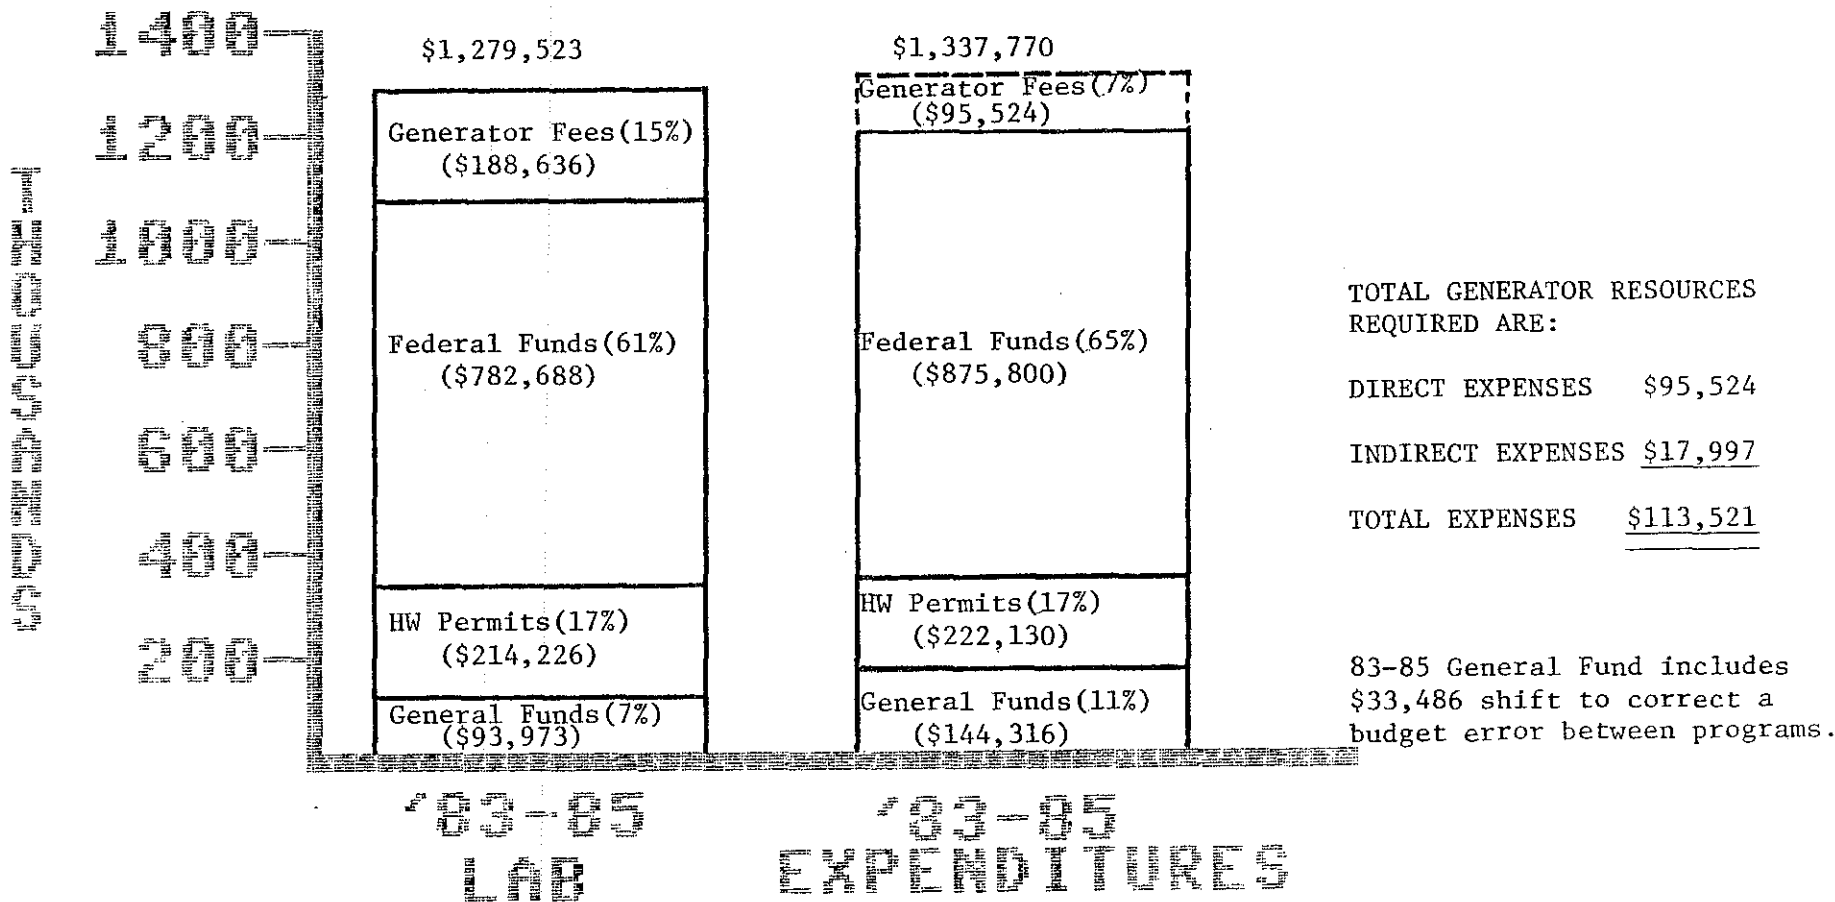 THOUSANDS
1400
1200
1000
800
600
400
200
$1,279,523
Generator Fees(15%)
($188,636)
Federal Funds(61%)
($782,688)
HW Permits(17%)
($214,226)
General Funds(7%)
($93,973)
'83-85
LAB
$1,337,770
Generator Fees(7%)
($95,524)
Federal Funds(65%)
($875,800)
HW Permits(17%)
($222,130)
General Funds(11%)
($144,316)
'83-85
EXPENDITURES
TOTAL GENERATOR RESOURCES
REQUIRED ARE:
DIRECT EXPENSES $95,524
INDIRECT EXPENSES $17,997
TOTAL EXPENSES $113,521
83-85 General Fund includes
$33,486 shift to correct a
budget error between programs.